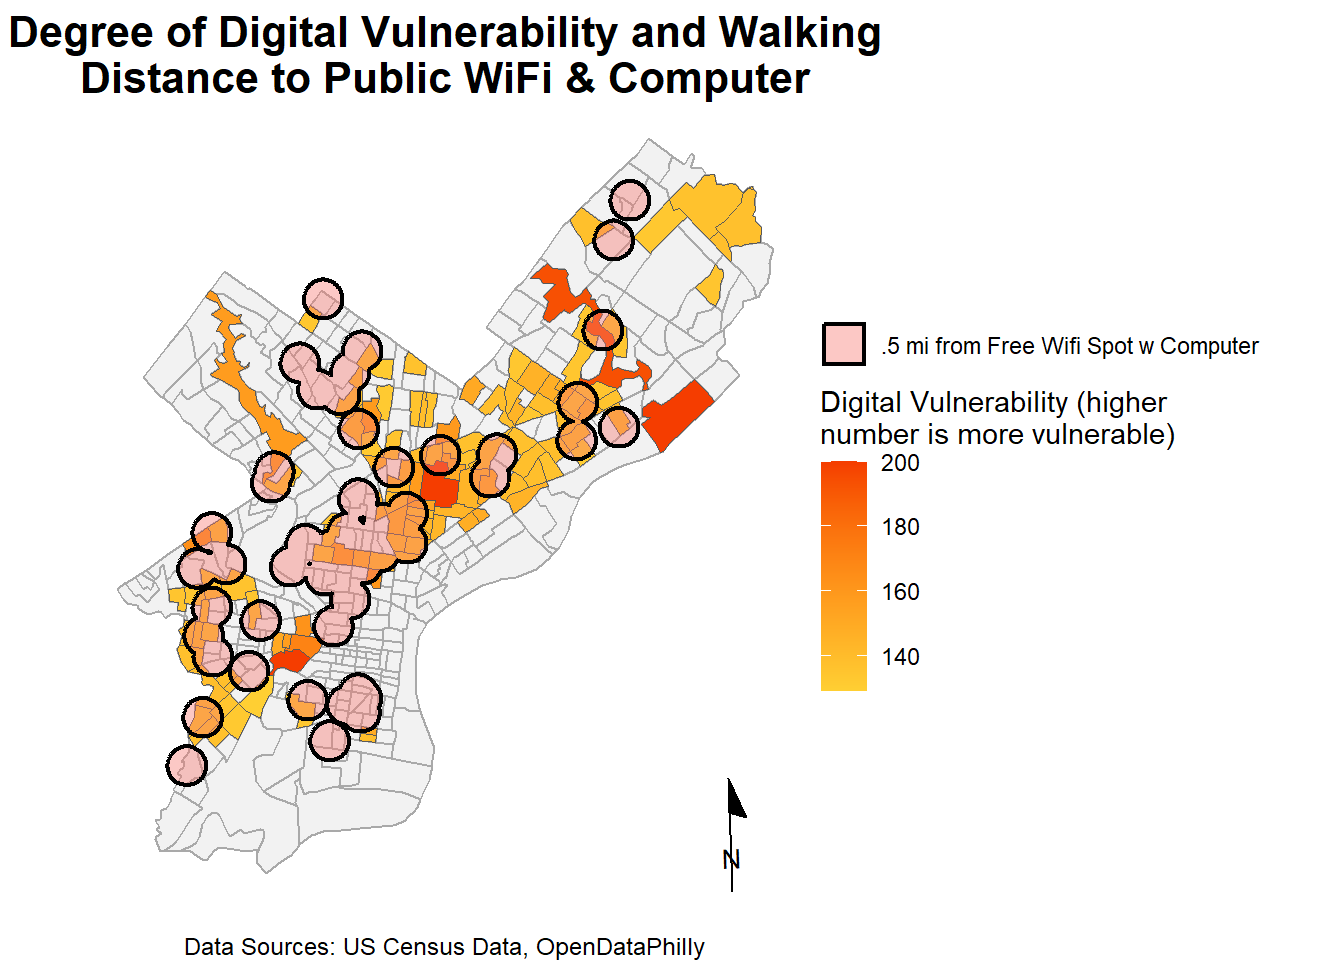 Degree of Digital Vulnerability and Walking
Distance to Public WiFi & Computer
.5 mi from Free Wifi Spot w Computer
Digital Vulnerability (higher
number is more vulnerable)
200
180
160
140
N
Data Sources: US Census Data, OpenDataPhilly